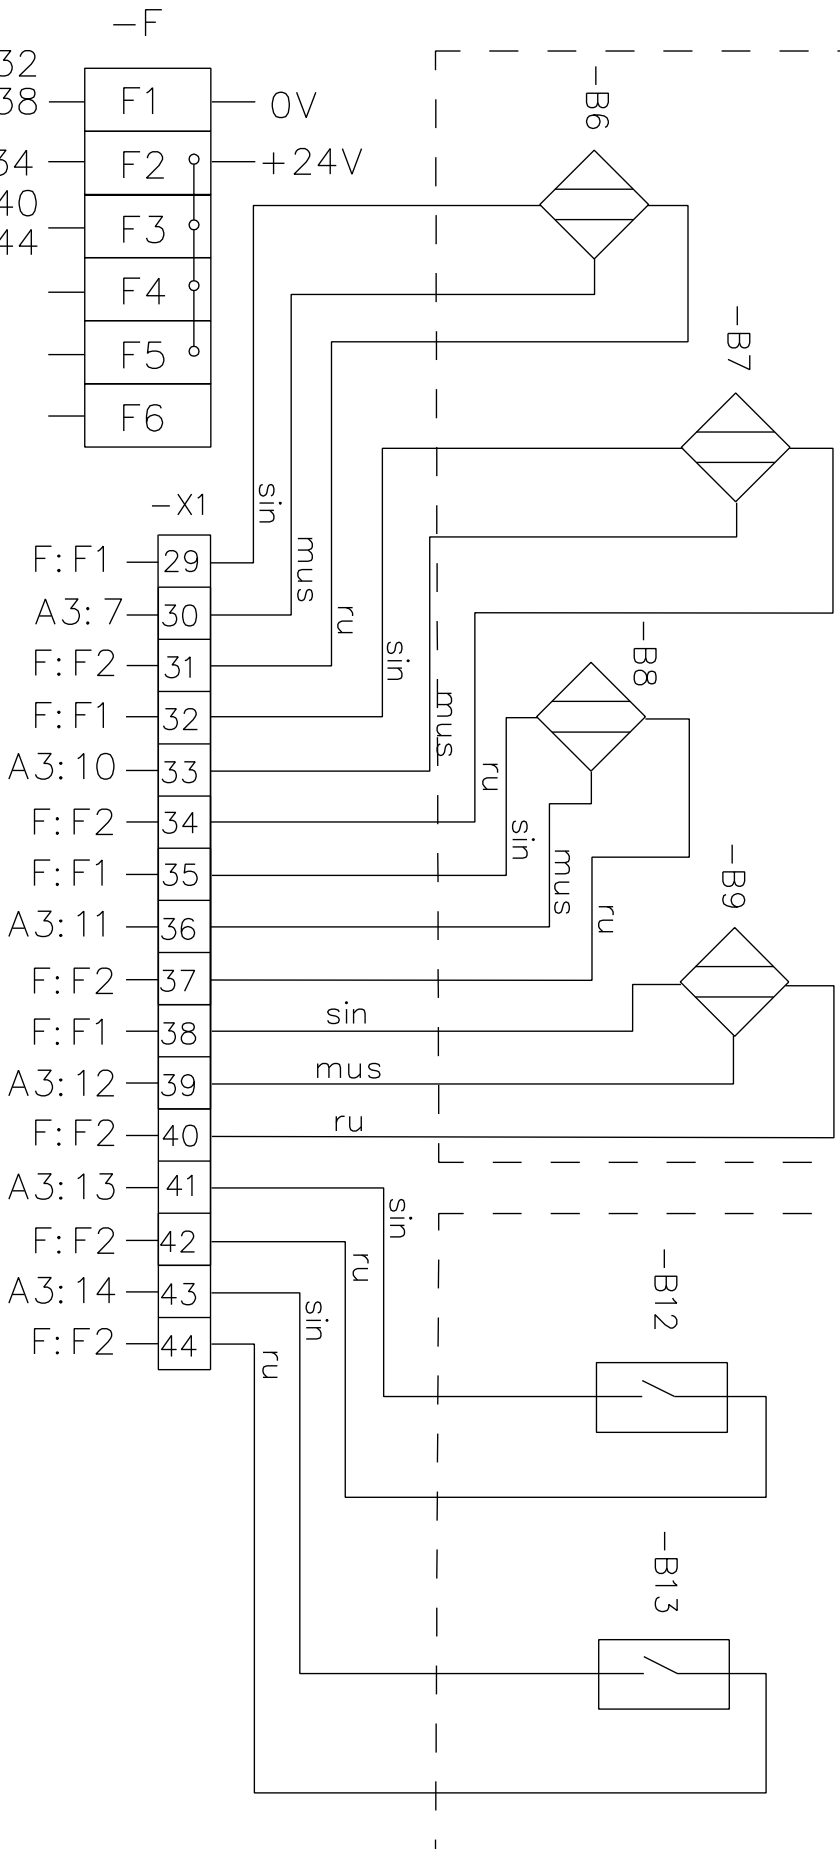 -F
32
38 F1 0V
34 F2 +24V
40
44 F3
F4
F5
F6
-B6
-B7
-X1
F:F1 29 sin
A3:7 30 mus
F:F2 31 ru
F:F1 32 sin
A3:10 33 mus
F:F2 34 ru
-B8
F:F1 35 sin
A3:11 36 mus
F:F2 37 ru
-B9
F:F1 38 sin
A3:12 39 mus
F:F2 40 ru
A3:13 41 sin
F:F2 42 ru
A3:14 43 sin
F:F2 44 ru
-B12
-B13